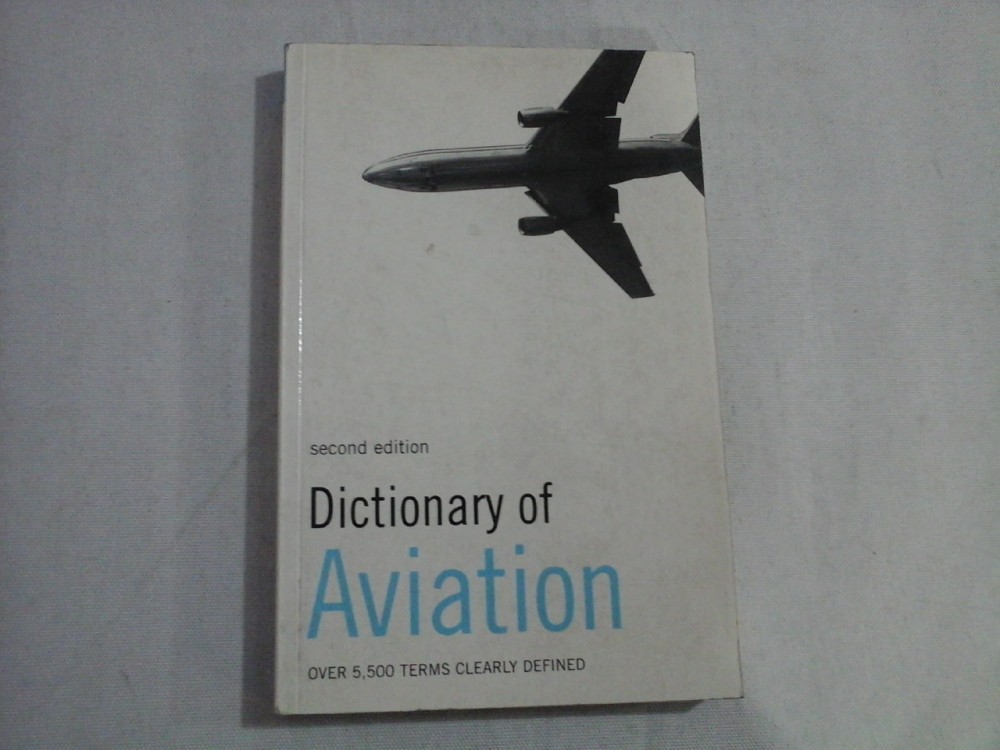 second edition
Dictionary of
Aviation
OVER 5,500 TERMS CLEARLY DEFINED